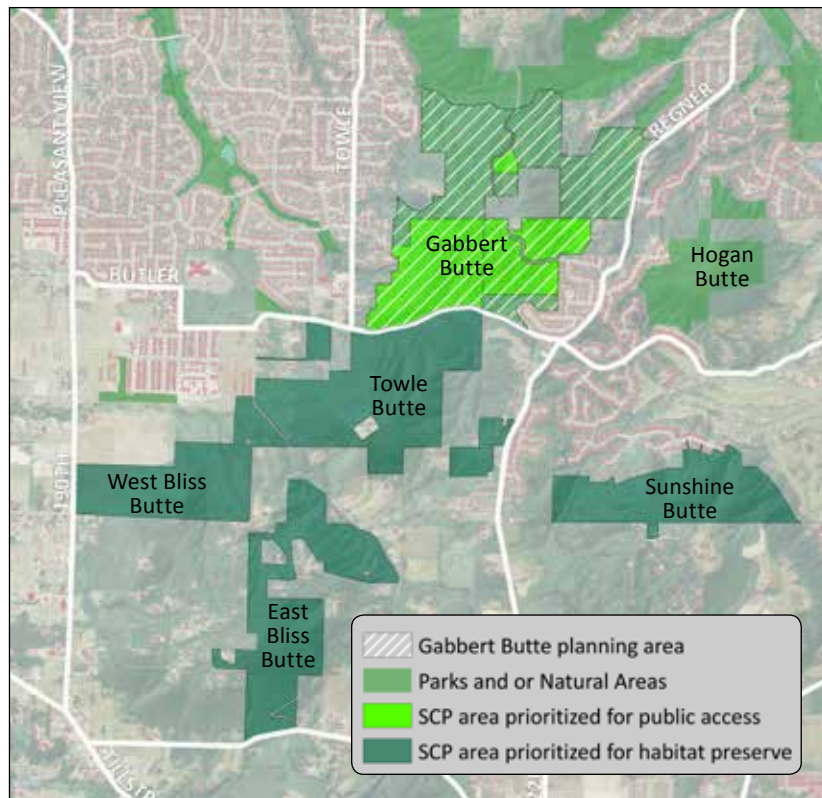 PLEASANT VIEW
TOWLE
REGNER
Gabbert
Butte
Hogan
Butte
BUTLER
Towle
Butte
West Bliss
Butte
190TH
Sunshine
Butte
East
Bliss
Butte
Gabbert Butte planning area
Parks and or Natural Areas
SCP area prioritized for public access
SCP area prioritized for habitat preserve